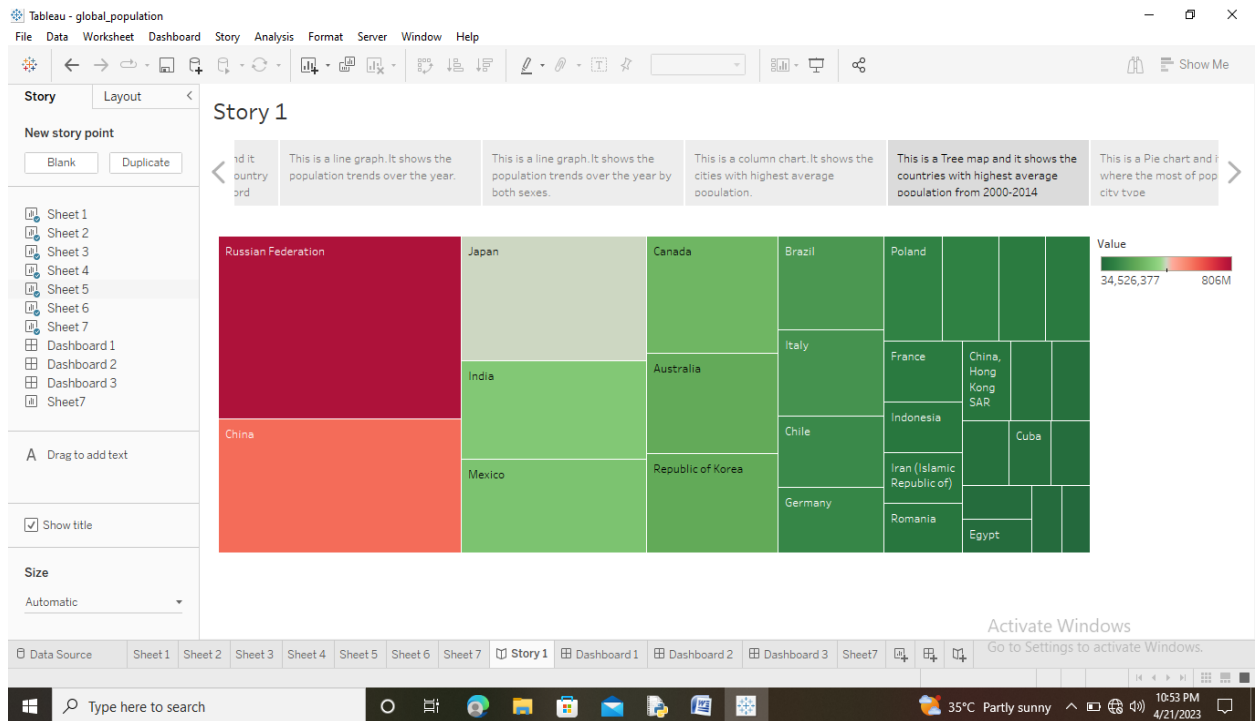 Tableau - global_population
File Data Worksheet Dashboard Story Analysis Format Server Window Help
Show Me
Story Layout
New story point
Blank Duplicate
Sheet 1
Sheet 2
Sheet 3
Sheet 4
Sheet 5
Sheet 6
Sheet 7
Dashboard 1
Dashboard 2
Dashboard 3
Sheet7
A Drag to add text
Show title
Size
Automatic
Story 1
nd it
ountry
ord
This is a line graph.It shows the
population trends over the year.
This is a line graph.It shows the
population trends over the year by
both sexes.
This is a column chart.It shows the
cities with highest average
population.
This is a Tree map and it shows the
countries with highest average
population from 2000-2014
This is a Pie chart and i
where the most of pop
city type
Russian Federation
China
Japan
India
Mexico
Canada
Australia
Republic of Korea
Brazil
Italy
Chile
Germany
Poland
France
Indonesia
Iran (Islamic
Republic of)
Romania
China,
Hong
Kong
SAR
Cuba
Egypt
Value
34,526,377 806M
Activate Windows
Go to Settings to activate Windows.
Data Source Sheet 1 Sheet 2 Sheet 3 Sheet 4 Sheet 5 Sheet 6 Sheet 7 Story 1 Dashboard 1 Dashboard 2 Dashboard 3 Sheet7
Type here to search
35°C Partly sunny
10:53 PM
4/21/2023